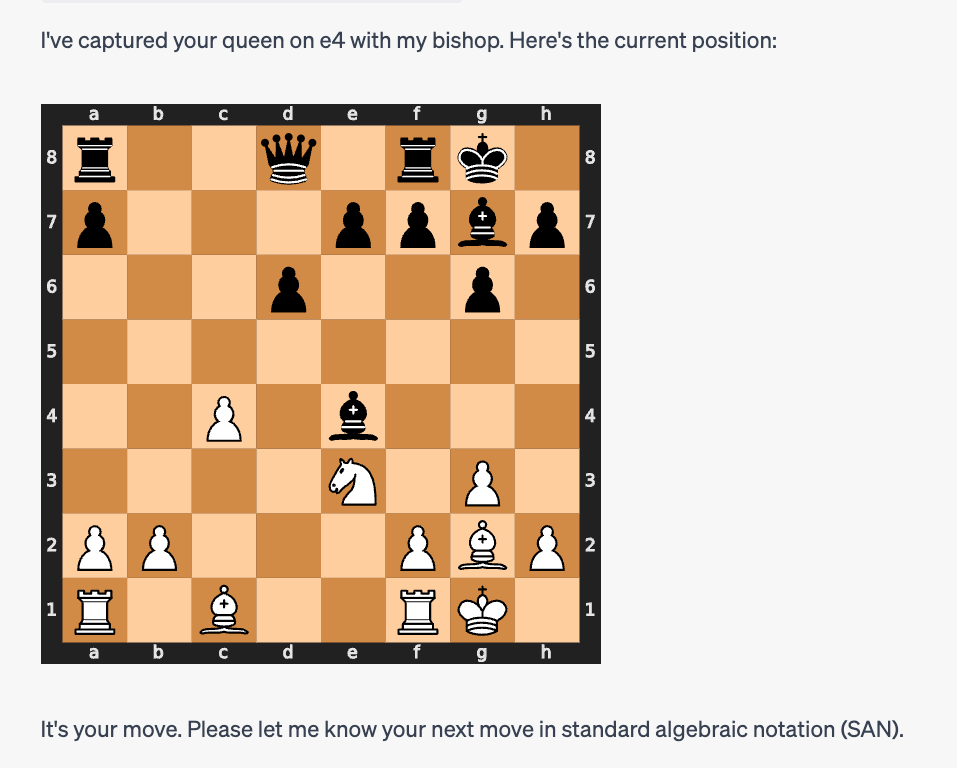 I've captured your queen on e4 with my bishop. Here's the current position:
a b c d e f g h
8 8
7 7
6 6
5 5
4 4
3 3
2 2
1 1
a b c d e f g h
It's your move. Please let me know your next move in standard algebraic notation (SAN).